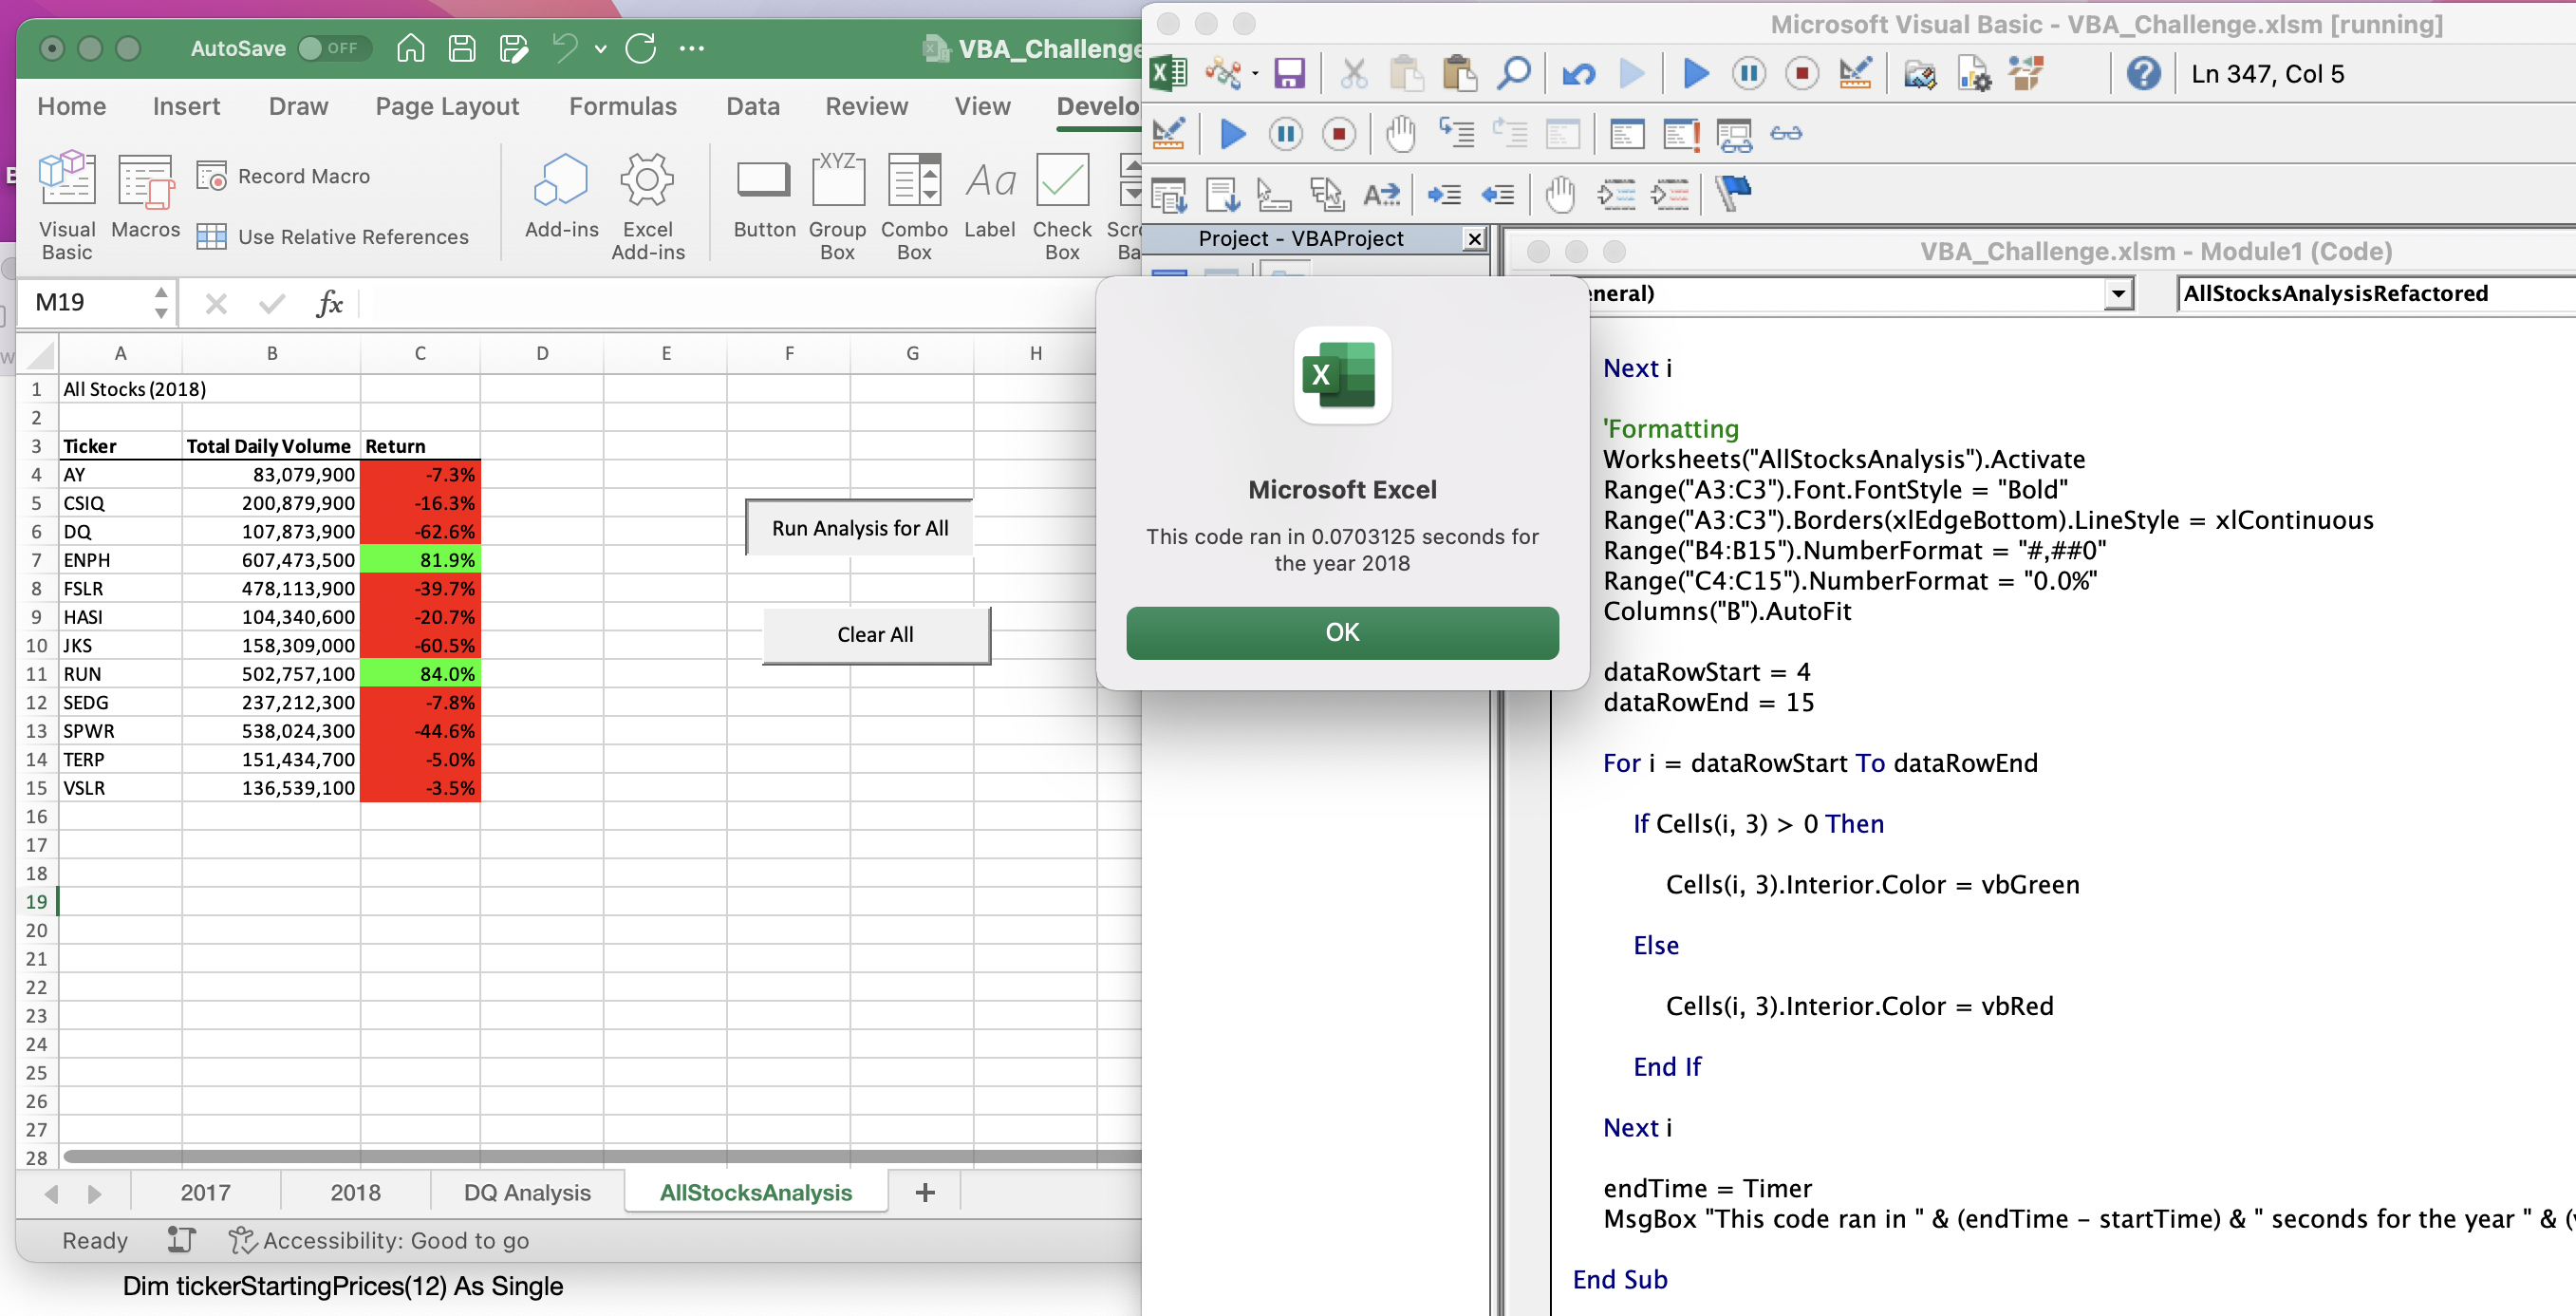 AutoSave OFF
VBA_Challenge
Home Insert Draw Page Layout Formulas Data Review View Develo
Visual Basic
Macros
Record Macro
Use Relative References
Add-ins
Excel Add-ins
Button
Group Box
Combo Box
Label
Check Box
Scro
Ba
M19
fx
A B C D E F G H
1 All Stocks (2018)
2
3 Ticker Total Daily Volume Return
4 AY 83,079,900 -7.3%
5 CSIQ 200,879,900 -16.3%
6 DQ 107,873,900 -62.6%
7 ENPH 607,473,500 81.9%
8 FSLR 478,113,900 -39.7%
9 HASI 104,340,600 -20.7%
10 JKS 158,309,000 -60.5%
11 RUN 502,757,100 84.0%
12 SEDG 237,212,300 -7.8%
13 SPWR 538,024,300 -44.6%
14 TERP 151,434,700 -5.0%
15 VSLR 136,539,100 -3.5%
16
17
18
19
20
21
22
23
24
25
26
27
28
Run Analysis for All
Clear All
2017 2018 DQ Analysis AllStocksAnalysis +
Ready Accessibility: Good to go
Dim tickerStartingPrices(12) As Single
Microsoft Visual Basic - VBA_Challenge.xlsm [running]
Ln 347, Col 5
Project - VBAProject
VBA_Challenge.xlsm - Module1 (Code)
eneral) AllStocksAnalysisRefactored
Microsoft Excel
This code ran in 0.0703125 seconds for
the year 2018
OK
Next i
'Formatting
Worksheets("AllStocksAnalysis").Activate
Range("A3:C3").Font.FontStyle = "Bold"
Range("A3:C3").Borders(xlEdgeBottom).LineStyle = xlContinuous
Range("B4:B15").NumberFormat = "#,##0"
Range("C4:C15").NumberFormat = "0.0%"
Columns("B").AutoFit
dataRowStart = 4
dataRowEnd = 15
For i = dataRowStart To dataRowEnd
If Cells(i, 3) > 0 Then
Cells(i, 3).Interior.Color = vbGreen
Else
Cells(i, 3).Interior.Color = vbRed
End If
Next i
endTime = Timer
MsgBox "This code ran in " & (endTime - startTime) & " seconds for the year " & (
End Sub